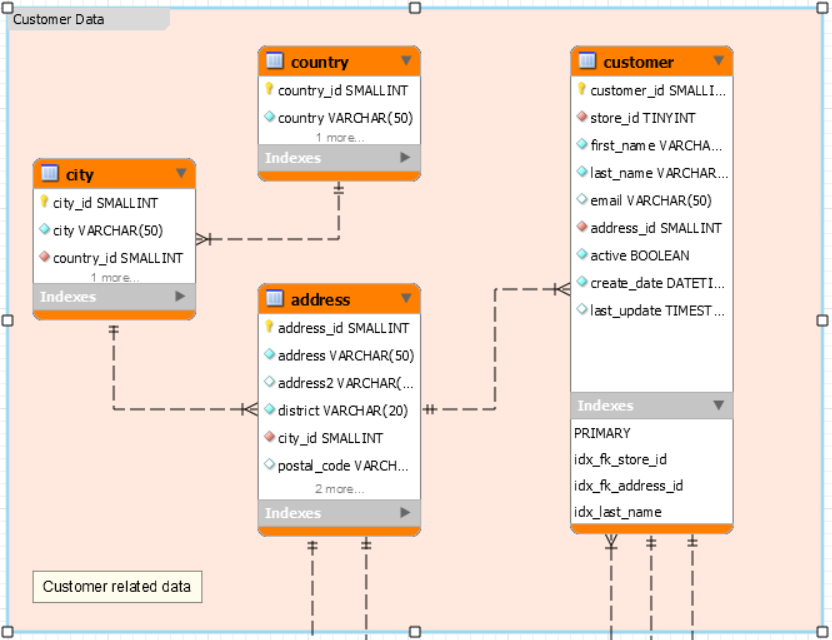 Customer Data
country
country_id SMALLINT
country VARCHAR(50)
1 more...
Indexes
customer
customer_id SMALLI...
store_id TINYINT
first_name VARCHA...
last_name VARCHAR...
email VARCHAR(50)
address_id SMALLINT
active BOOLEAN
create_date DATETI...
last_update TIMEST...
Indexes
PRIMARY
idx_fk_store_id
idx_fk_address_id
idx_last_name
city
city_id SMALLINT
city VARCHAR(50)
country_id SMALLINT
1 more...
Indexes
address
address_id SMALLINT
address VARCHAR(50)
address2 VARCHAR(...
district VARCHAR(20)
city_id SMALLINT
postal_code VARCH...
2 more...
Indexes
Customer related data